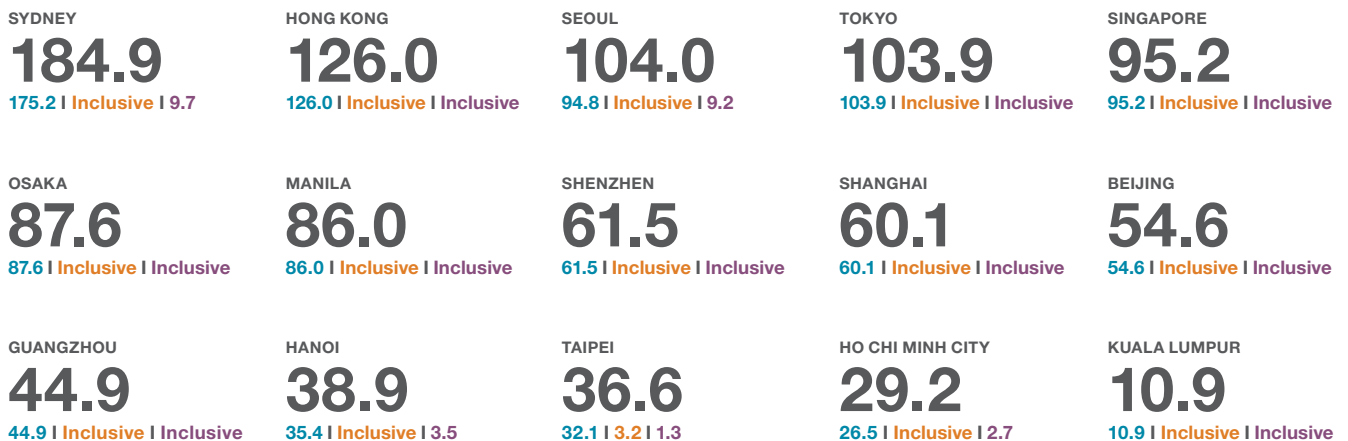 SYDNEY
184.9
175.2 I Inclusive I 9.7
HONG KONG
126.0
126.0 I Inclusive I Inclusive
SEOUL
104.0
94.8 I Inclusive I 9.2
TOKYO
103.9
103.9 I Inclusive I Inclusive
SINGAPORE
95.2
95.2 I Inclusive I Inclusive
OSAKA
87.6
87.6 I Inclusive I Inclusive
MANILA
86.0
86.0 I Inclusive I Inclusive
SHENZHEN
61.5
61.5 I Inclusive I Inclusive
SHANGHAI
60.1
60.1 I Inclusive I Inclusive
BEIJING
54.6
54.6 I Inclusive I Inclusive
GUANGZHOU
44.9
44.9 I Inclusive I Inclusive
HANOI
38.9
35.4 I Inclusive I 3.5
TAIPEI
36.6
32.1 I 3.2 I 1.3
HO CHI MINH CITY
29.2
26.5 I Inclusive I 2.7
KUALA LUMPUR
10.9
10.9 I Inclusive I Inclusive